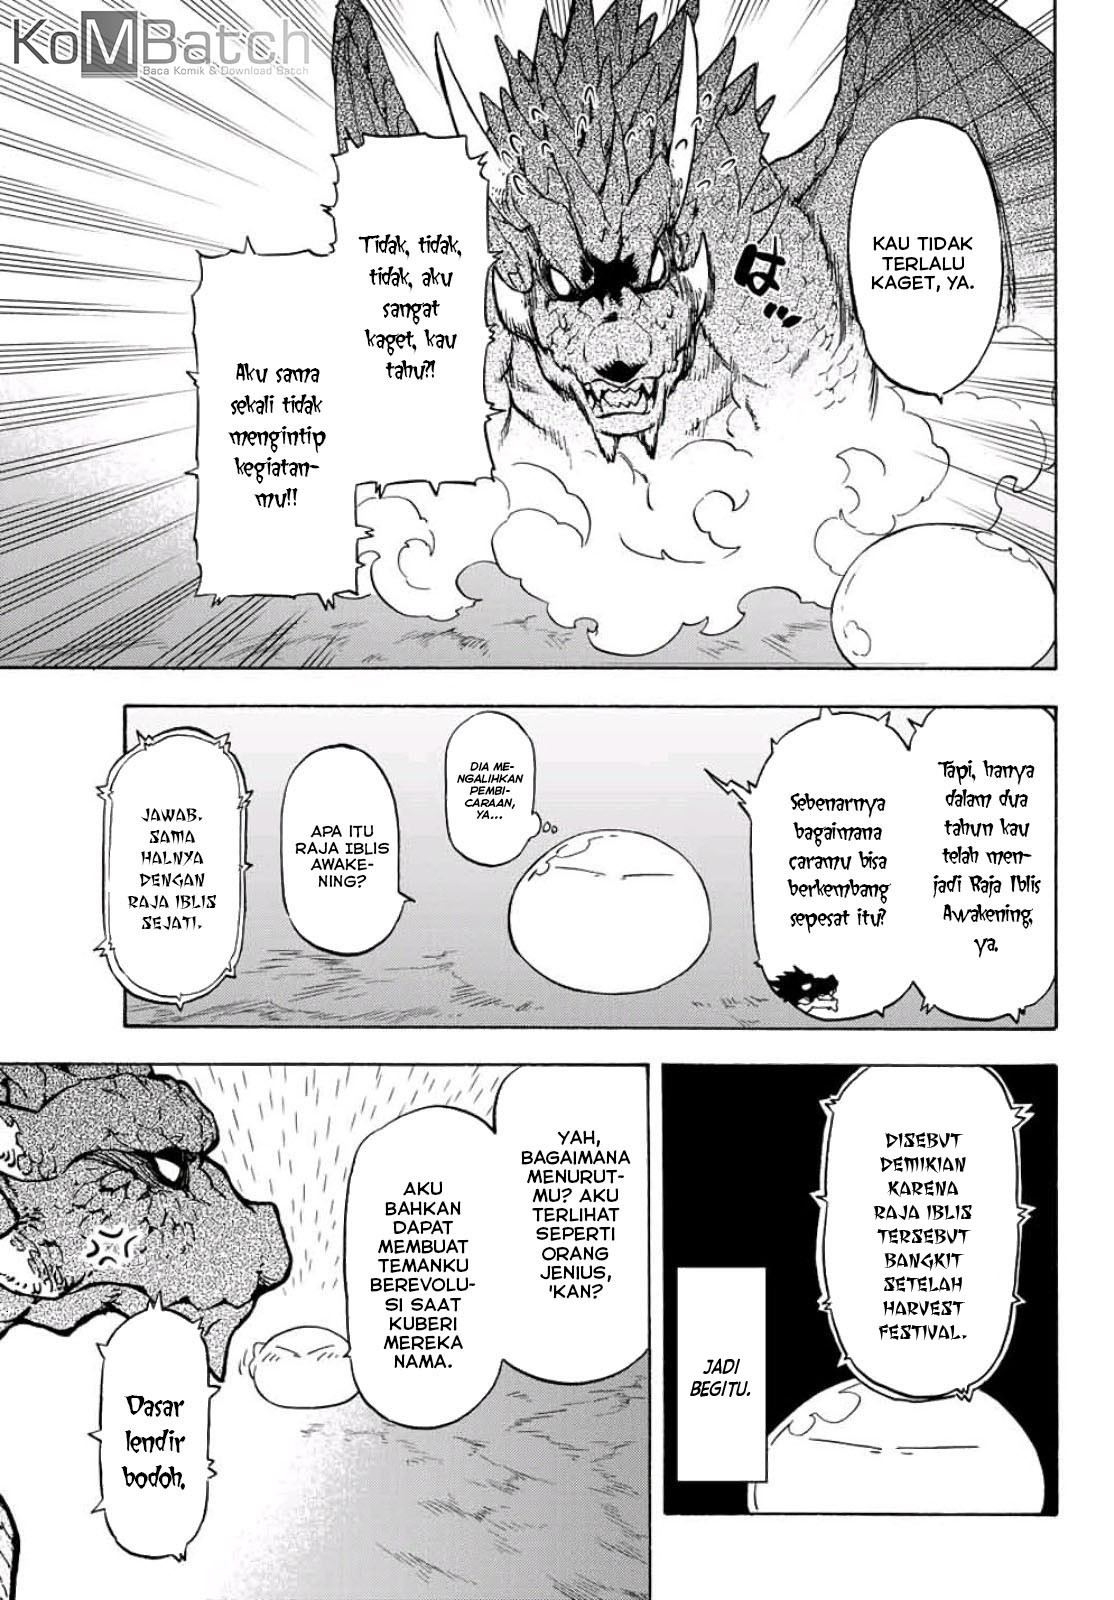 KoMBatch
Baca Komik & Download Batch
KAU TIDAK
TERLALU
KAGET, YA.
はっ
Tidak, tidak,
tidak, aku
sangat
kaget, kau
tahu?!
Aku sama
sekali tidak
mengintip
kegiatan-
mu!!
Tapi, hanya
dalam dua
tahun kau
telah men-
jadi Raja Iblis
Awakening,
ya.
Sebenarnya
bagaimana
caramu bisa
berkembang
sepesat itu?
DIA ME-
NGALIHKAN
PEMBI-
CARAAN,
YA...
APA ITU
RAJA IBLIS
AWAKE-
NING?
JAWAB.
SAMA
HALNYA
DENGAN
RAJA IBLIS
SEJATI.
DISEBUT
DEMIKIAN
KARENA
RAJA IBLIS
TERSEBUT
BANGKIT
SETELAH
HARVEST
FESTIVAL.
JADI
BEGITU.
YAH,
BAGAIMANA
MENURUT-
MU? AKU
TERLIHAT
SEPERTI
ORANG
JENIUS,
'KAN?
AKU
BAHKAN
DAPAT
MEMBUAT
TEMANKU
BEREVOLU-
SI SAAT
KUBERI
MEREKA
NAMA.
Dasar
lendir
bodoh.